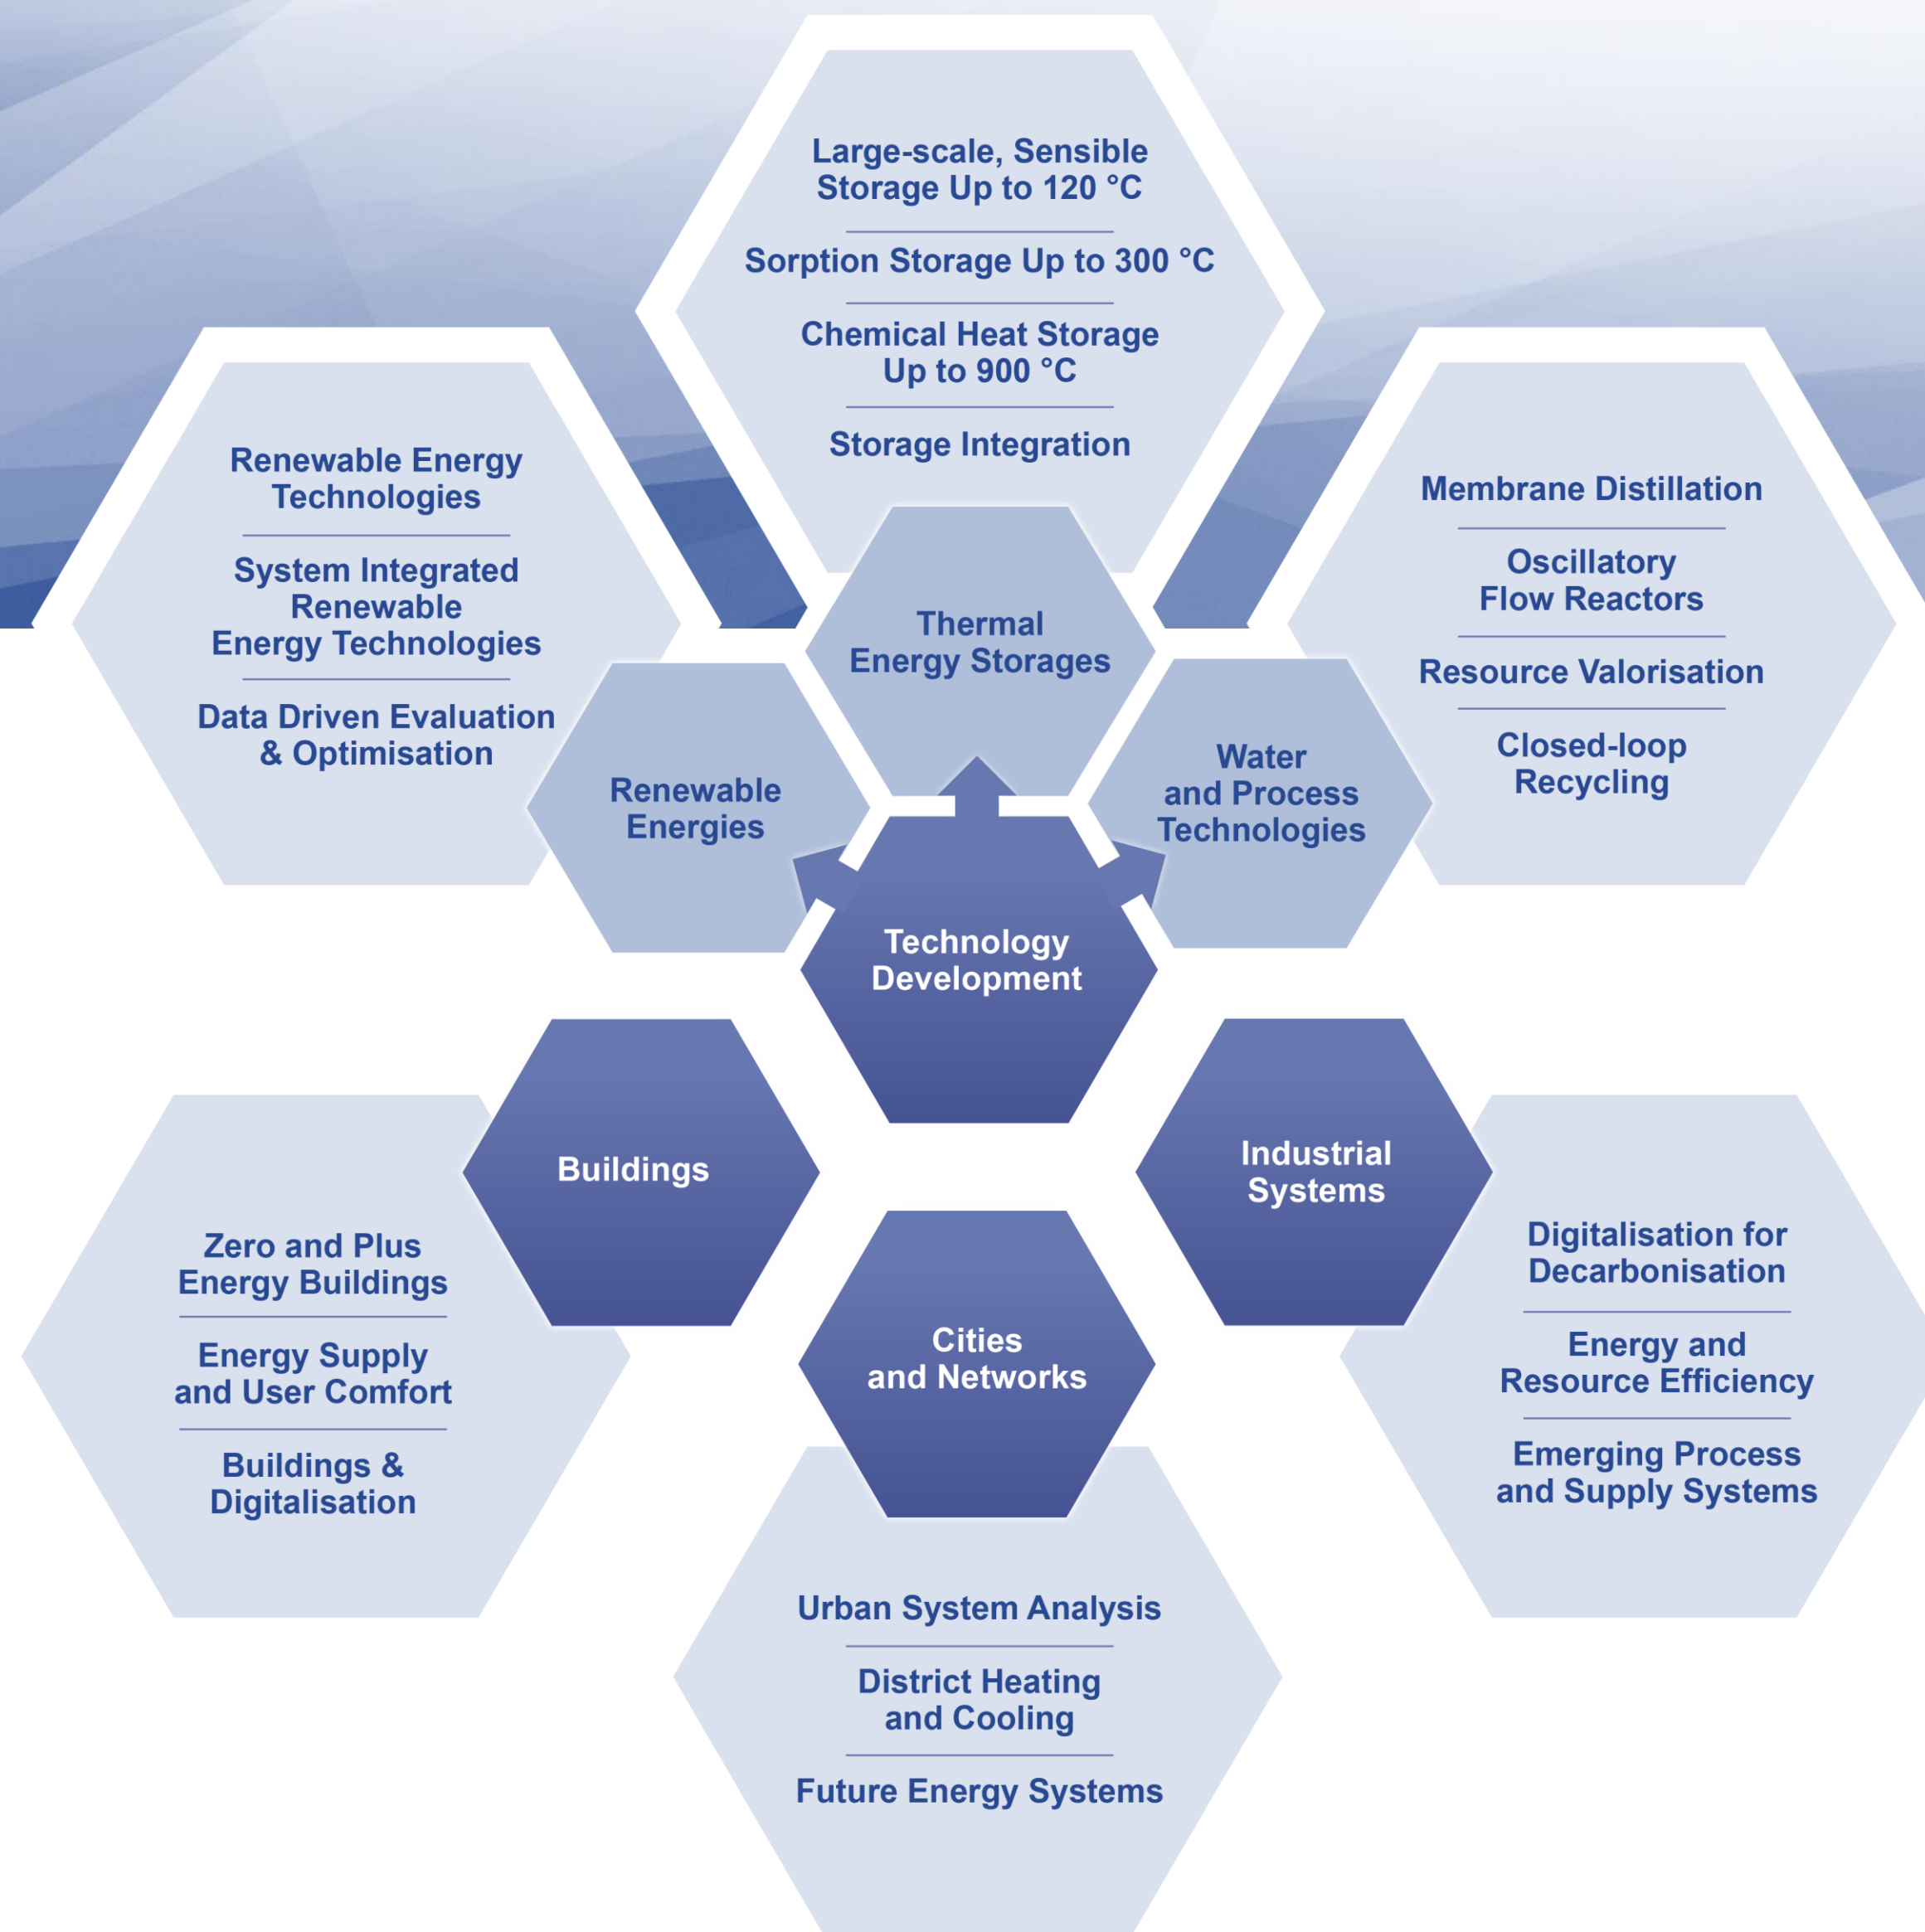 Large-scale, Sensible
Storage Up to 120 °C
Sorption Storage Up to 300 °C
Chemical Heat Storage
Up to 900 °C
Storage Integration
Thermal
Energy Storages
Renewable Energy
Technologies
System Integrated
Renewable
Energy Technologies
Data Driven Evaluation
& Optimisation
Renewable
Energies
Membrane Distillation
Oscillatory
Flow Reactors
Resource Valorisation
Closed-loop
Recycling
Water
and Process
Technologies
Technology
Development
Buildings
Zero and Plus
Energy Buildings
Energy Supply
and User Comfort
Buildings &
Digitalisation
Industrial
Systems
Digitalisation for
Decarbonisation
Energy and
Resource Efficiency
Emerging Process
and Supply Systems
Cities
and Networks
Urban System Analysis
District Heating
and Cooling
Future Energy Systems